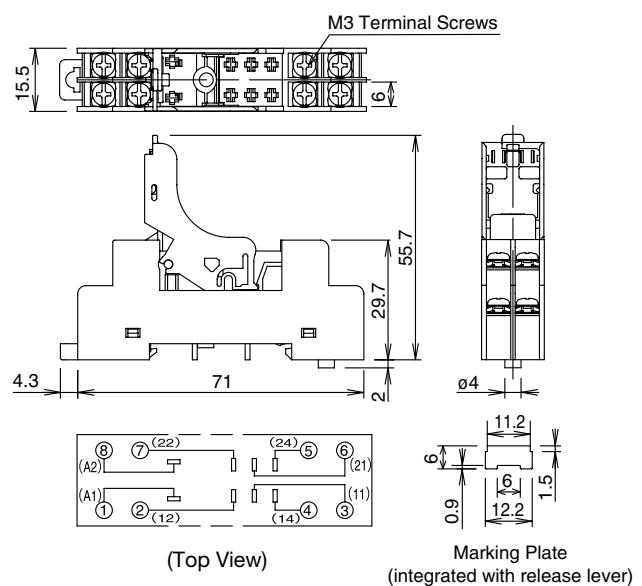 M3 Terminal Screws
15.5
6
55.7
29.7
4.3
71
2
ø4
8 7 (22) (24) 5 6
(A2) (21)
(A1) (11)
1 2 (12) (14) 4 3
(Top View)
11.2
6
1.5
0.9
6
12.2
Marking Plate
(integrated with release lever)